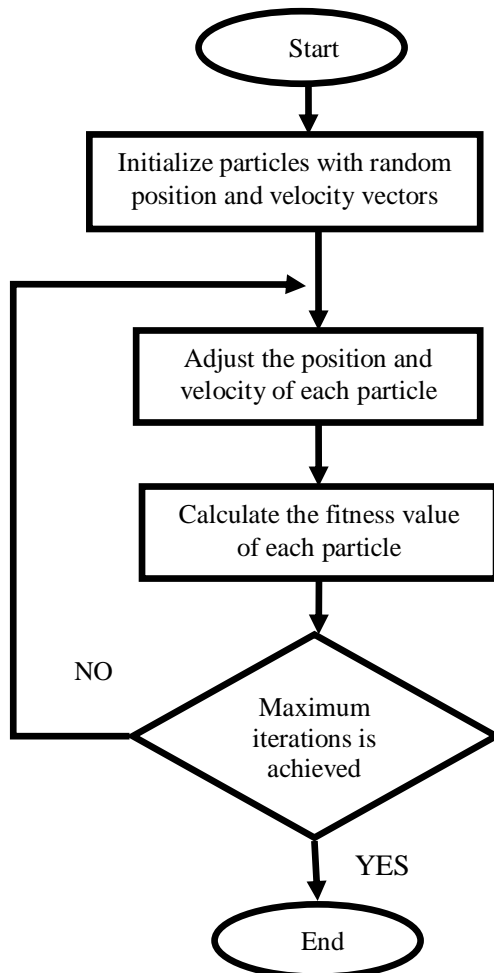 Start
Initialize particles with random
position and velocity vectors
Adjust the position and
velocity of each particle
Calculate the fitness value
of each particle
NO
Maximum
iterations is
achieved
YES
End